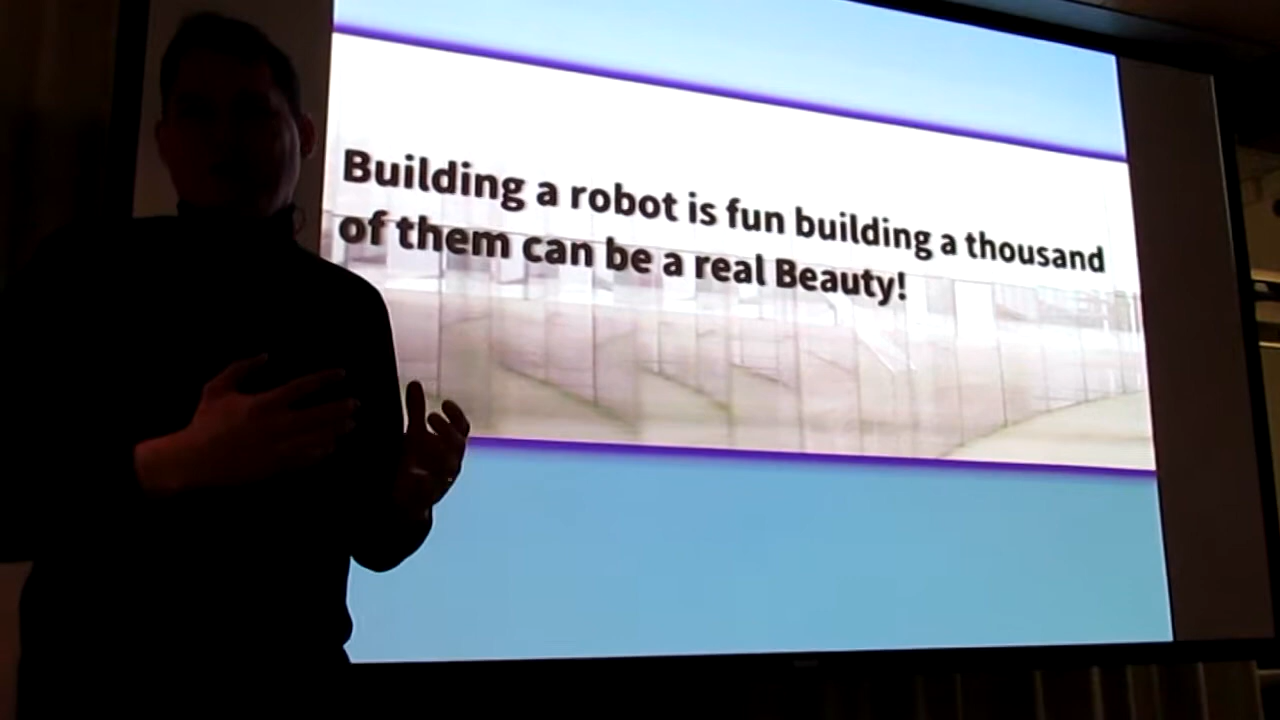 Building a robot is fun building a thousand
of them can be a real Beauty!